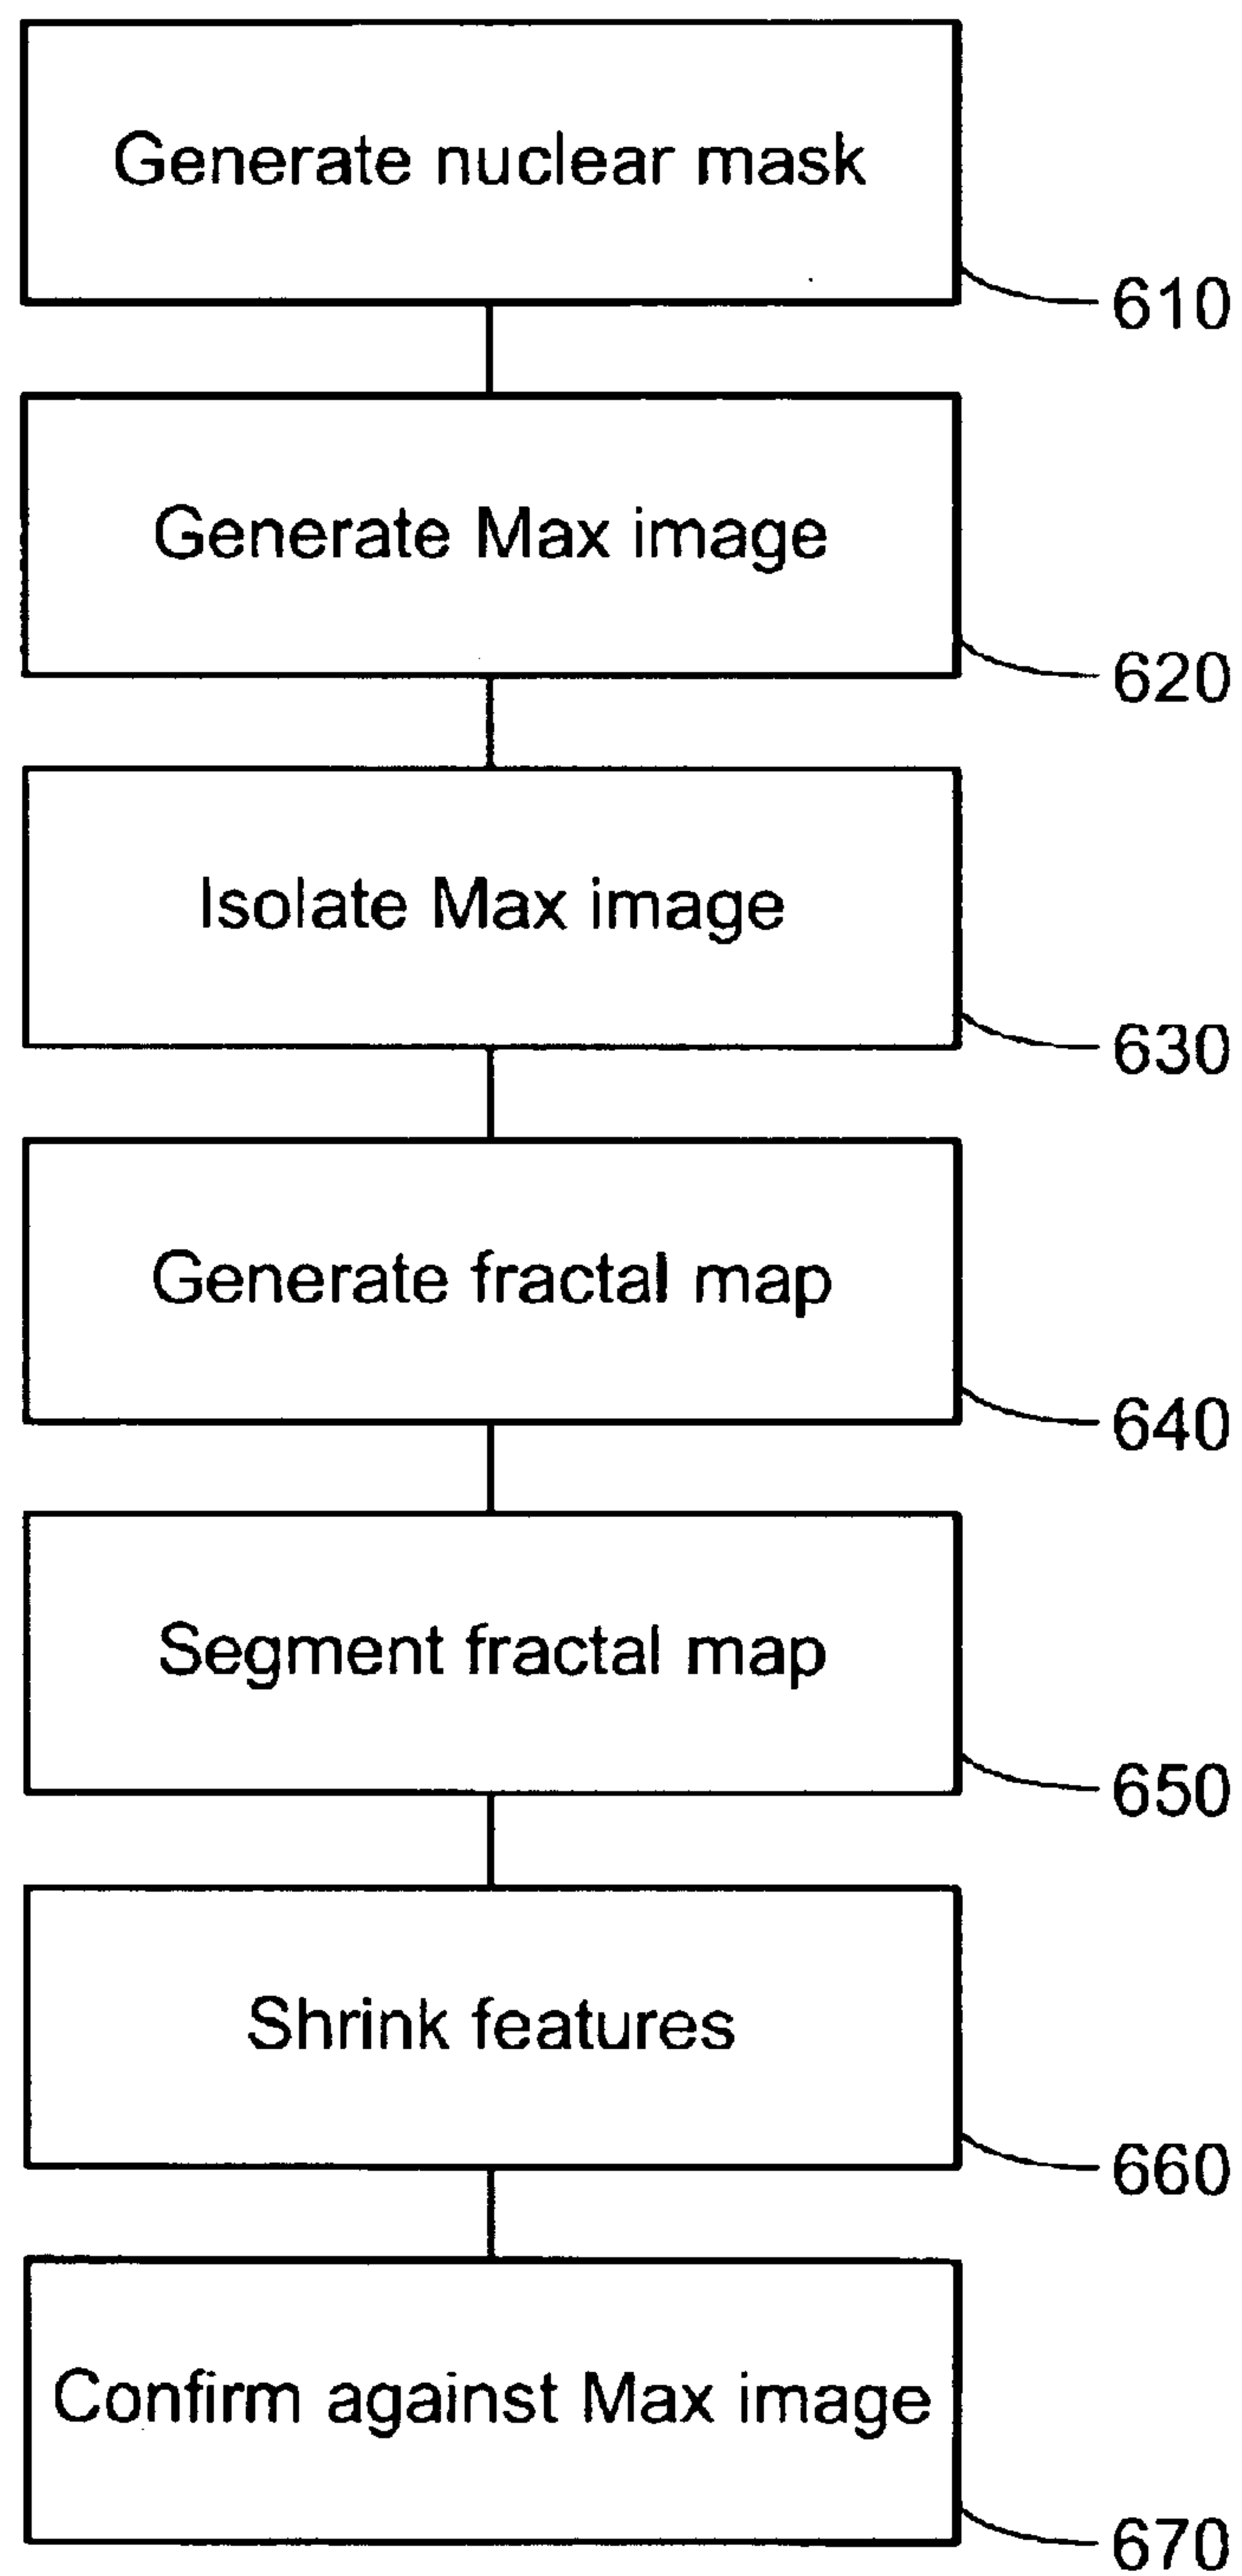 Generate nuclear mask
610
Generate Max image
620
Isolate Max image
630
Generate fractal map
640
Segment fractal map
650
Shrink features
660
Confirm against Max image
670